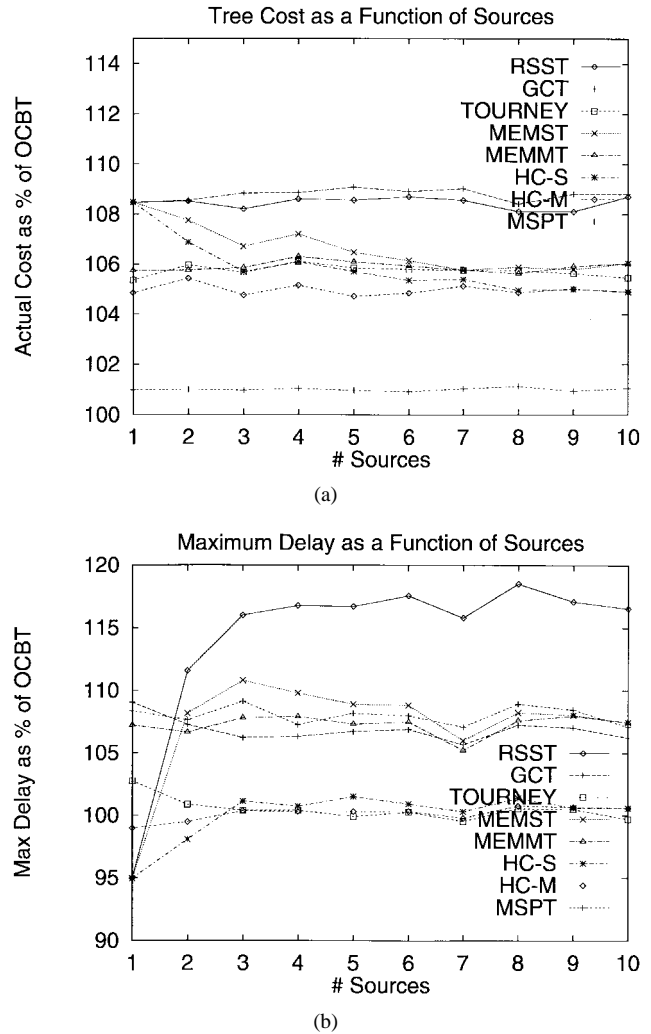 Tree Cost as a Function of Sources
Actual Cost as % of OCBT
114
112
110
108
106
104
102
100
RSST
GCT
TOURNEY
MEMST
MEMMT
HC-S
HC-M
MSPT
1 2 3 4 5 6 7 8 9 10
# Sources
(a)
Maximum Delay as a Function of Sources
Max Delay as % of OCBT
120
115
110
105
100
95
90
RSST
GCT
TOURNEY
MEMST
MEMMT
HC-S
HC-M
MSPT
1 2 3 4 5 6 7 8 9 10
# Sources
(b)